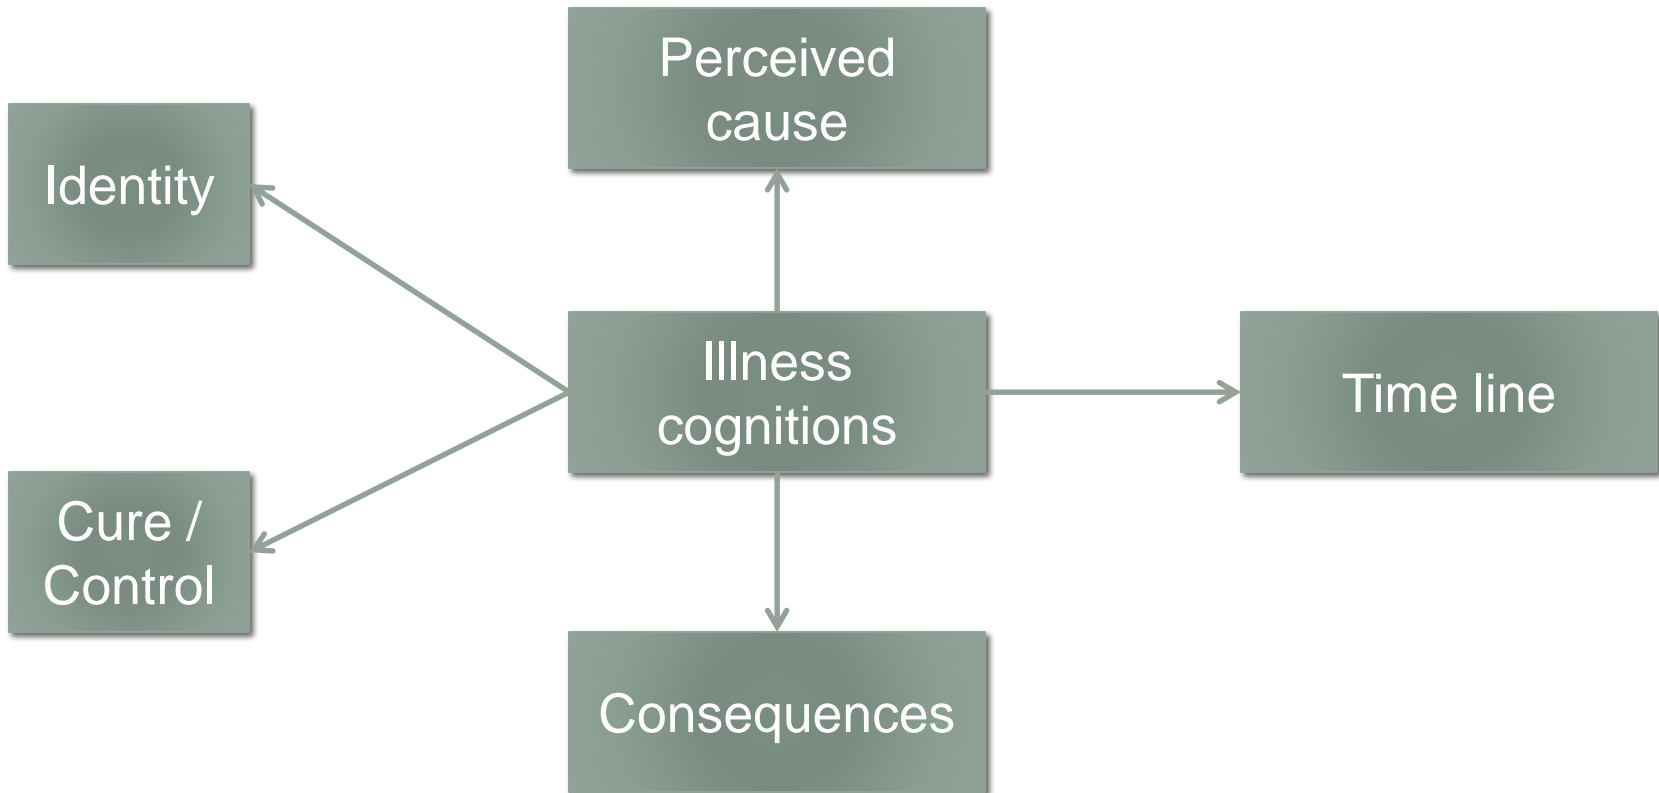 Perceived
cause
Identity
Illness
cognitions
Time line
Cure /
Control
Consequences